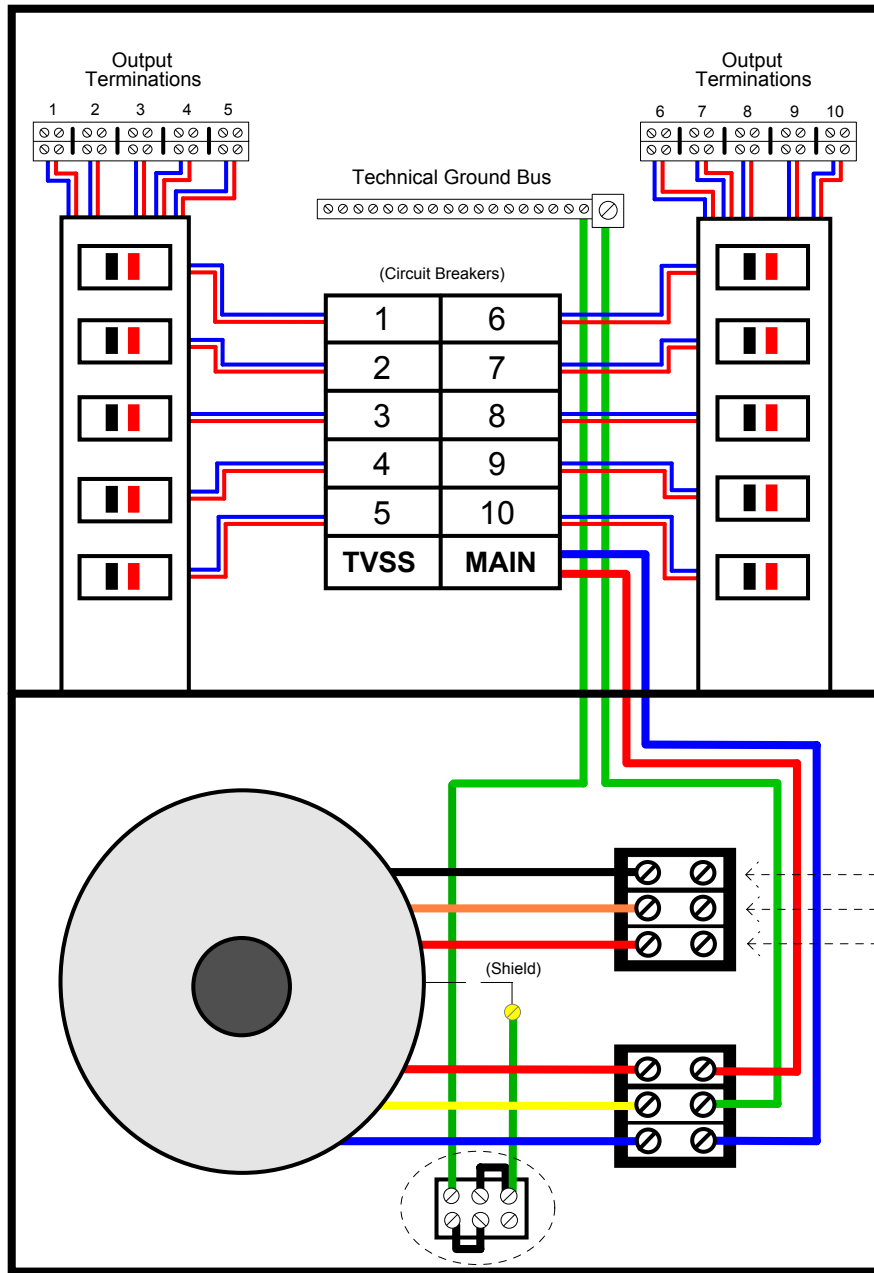 Output
Terminations
1 2 3 4 5
Output
Terminations
6 7 8 9 10
Technical Ground Bus
(Circuit Breakers)
1 6
2 7
3 8
4 9
5 10
TVSS MAIN
(Shield)